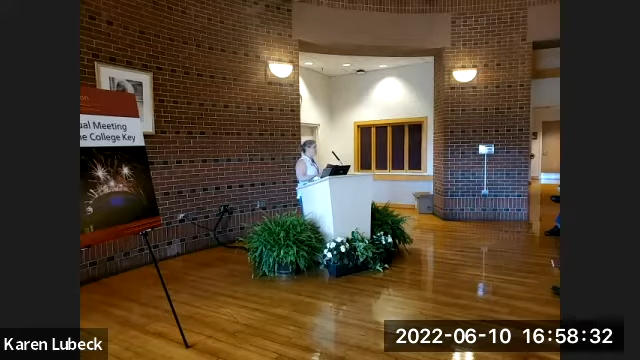 ual Meeting
e College Key
Karen Lubeck
2022-06-10 16:58:32